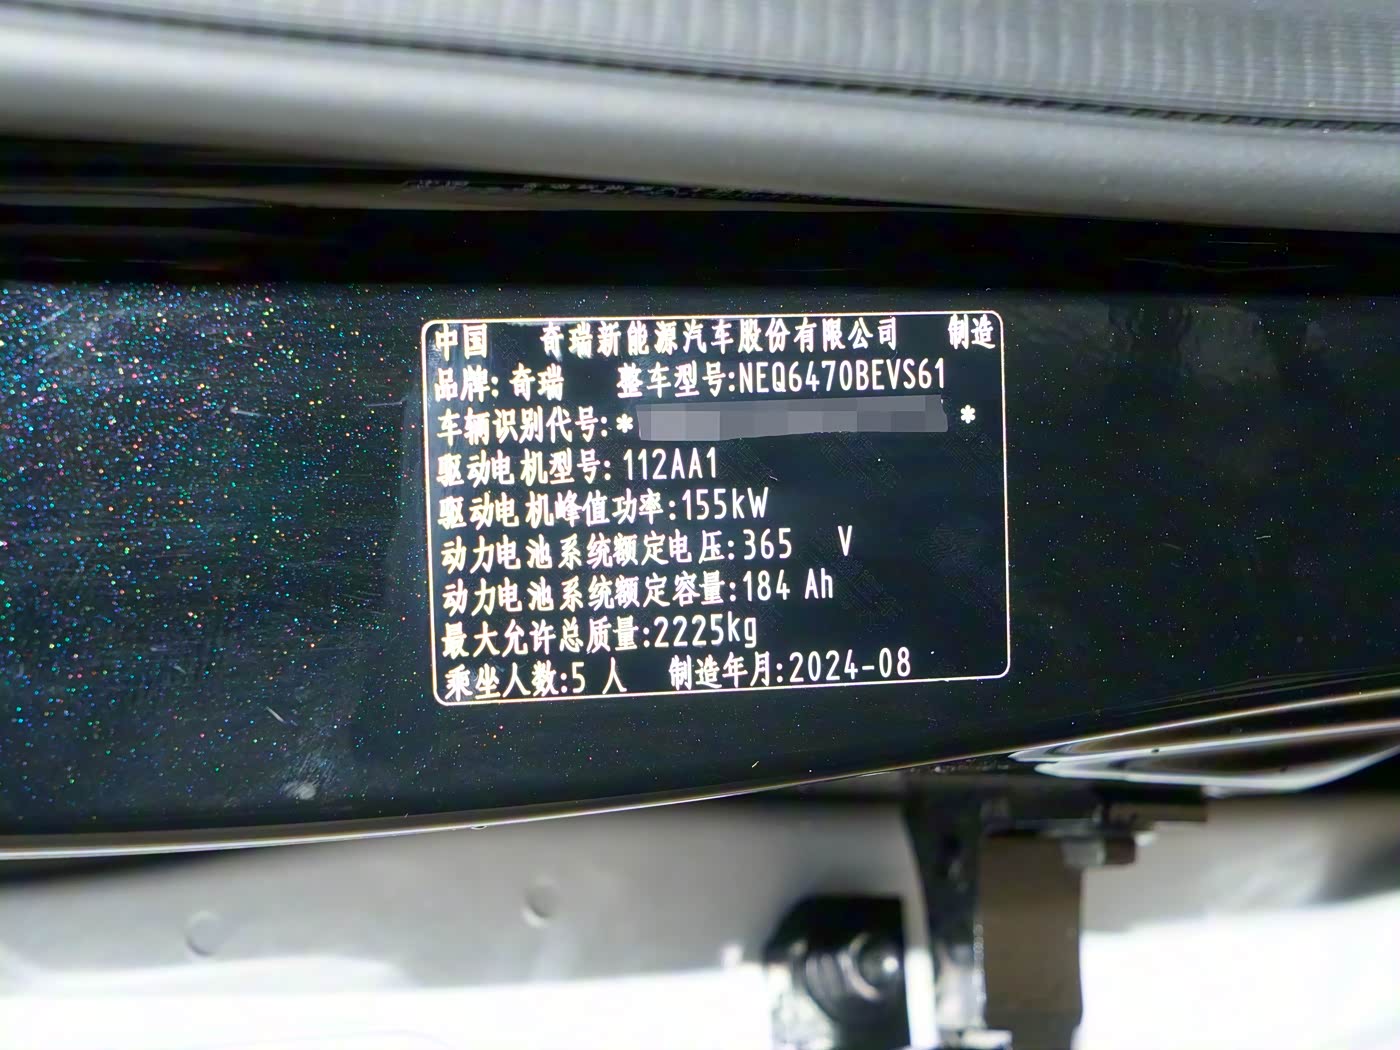 中国 奇瑞新能源汽车股份有限公司 制造
品牌: 奇瑞 整车型号:NEQ6470BEVS61
车辆识别代号:* *
驱动电机型号: 112AA1
驱动电机峰值功率:155kW
动力电池系统额定电压:365 V
动力电池系统额定容量:184 Ah
最大允许总质量:2225kg
乘坐人数:5 人 制造年月:2024-08